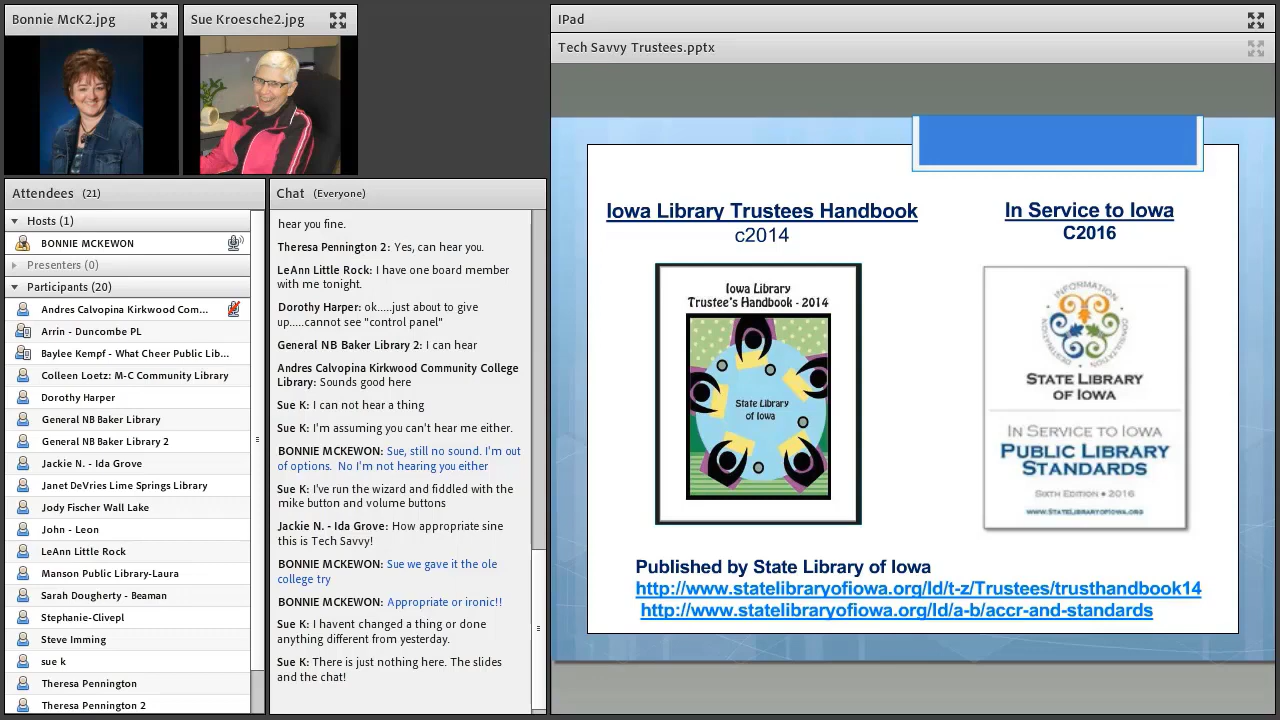 Bonnie McK2.jpg
Sue Kroesche2.jpg
Attendees (21)
Hosts (1)
BONNIE MCKEWON
Presenters (0)
Participants (20)
Andres Calvopina Kirkwood Com...
Arrin - Duncombe PL
Baylee Kempf - What Cheer Public Lib...
Colleen Loetz: M-C Community Library
Dorothy Harper
General NB Baker Library
General NB Baker Library 2
Jackie N. - Ida Grove
Janet DeVries Lime Springs Library
Jody Fischer Wall Lake
John - Leon
LeAnn Little Rock
Manson Public Library-Laura
Sarah Dougherty - Beaman
Stephanie-Clivepl
Steve Imming
sue k
Theresa Pennington
Theresa Pennington 2
Chat (Everyone)
hear you fine.
Theresa Pennington 2: Yes, can hear you.
LeAnn Little Rock: I have one board member
with me tonight.
Dorothy Harper: ok.....just about to give
up.....cannot see "control panel"
General NB Baker Library 2: I can hear
Andres Calvopina Kirkwood Community College
Library: Sounds good here
Sue K: I can not hear a thing
Sue K: I'm assuming you can't hear me either.
BONNIE MCKEWON: Sue, still no sound. I'm out
of options. No I'm not hearing you either
Sue K: I've run the wizard and fiddled with the
mike button and volume buttons
Jackie N. - Ida Grove: How appropriate sine
this is Tech Savvy!
BONNIE MCKEWON: Sue we gave it the ole
college try
BONNIE MCKEWON: Appropriate or ironic!!
Sue K: I havent changed a thing or done
anything different from yesterday.
Sue K: There is just nothing here. The slides
and the chat!
IPad
Tech Savvy Trustees.pptx
Iowa Library Trustees Handbook
c2014
Iowa Library
Trustee's Handbook - 2014
State Library
of Iowa
In Service to Iowa
C2016
INFORMATION
CONSULTATION
DESTINATION
STATE LIBRARY
OF IOWA
IN SERVICE TO IOWA
PUBLIC LIBRARY
STANDARDS
SIXTH EDITION • 2016
www.StateLibraryofIowa.org
Published by State Library of Iowa
http://www.statelibraryofiowa.org/ld/t-z/Trustees/trusthandbook14
http://www.statelibraryofiowa.org/ld/a-b/accr-and-standards